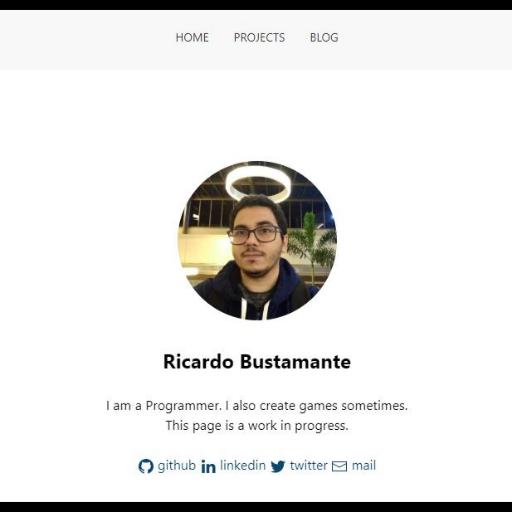 HOME PROJECTS BLOG
Ricardo Bustamante
I am a Programmer. I also create games sometimes.
This page is a work in progress.
github linkedin twitter mail